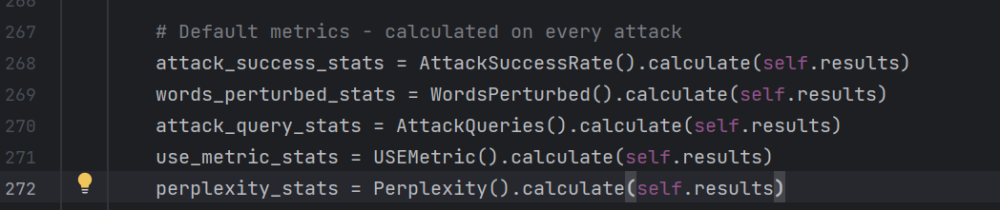 266
267 # Default metrics - calculated on every attack
268 attack_success_stats = AttackSuccessRate().calculate(self.results)
269 words_perturbed_stats = WordsPerturbed().calculate(self.results)
270 attack_query_stats = AttackQueries().calculate(self.results)
271 use_metric_stats = USEMetric().calculate(self.results)
272 perplexity_stats = Perplexity().calculate(self.results)